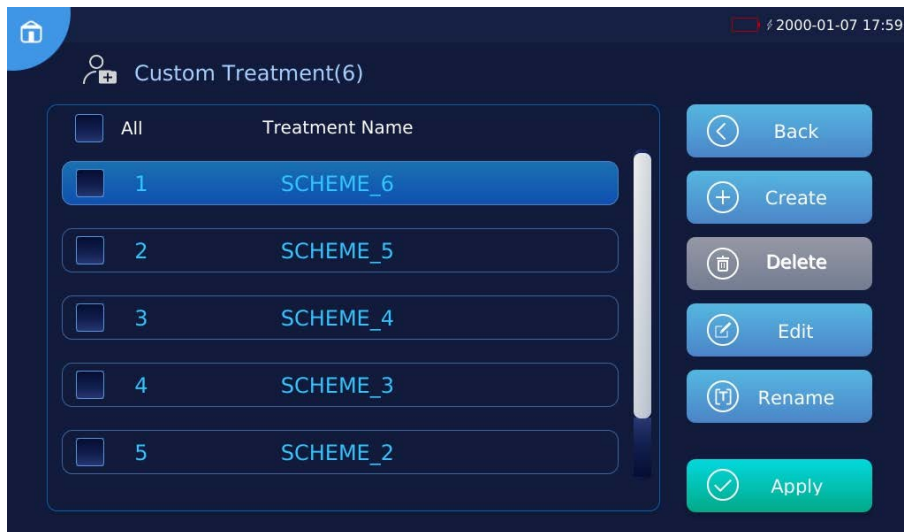 2000-01-07 17:59
Custom Treatment(6)
All Treatment Name
1 SCHEME_6
2 SCHEME_5
3 SCHEME_4
4 SCHEME_3
5 SCHEME_2
Back
Create
Delete
Edit
[T] Rename
Apply